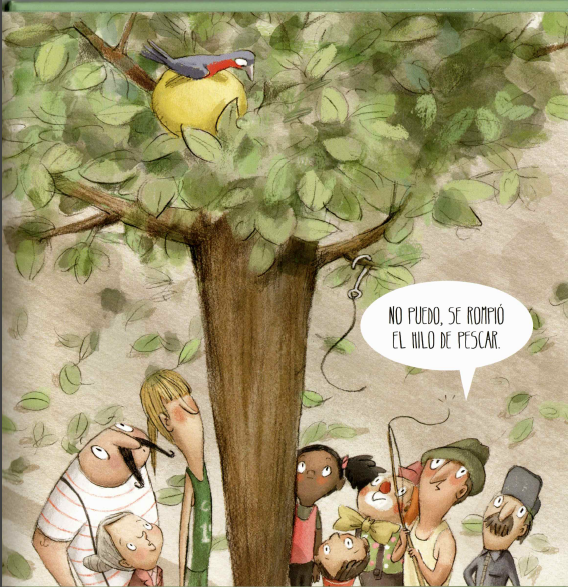 NO PUEDO, SE ROMPIÓ
EL HILO DE PESCAR.